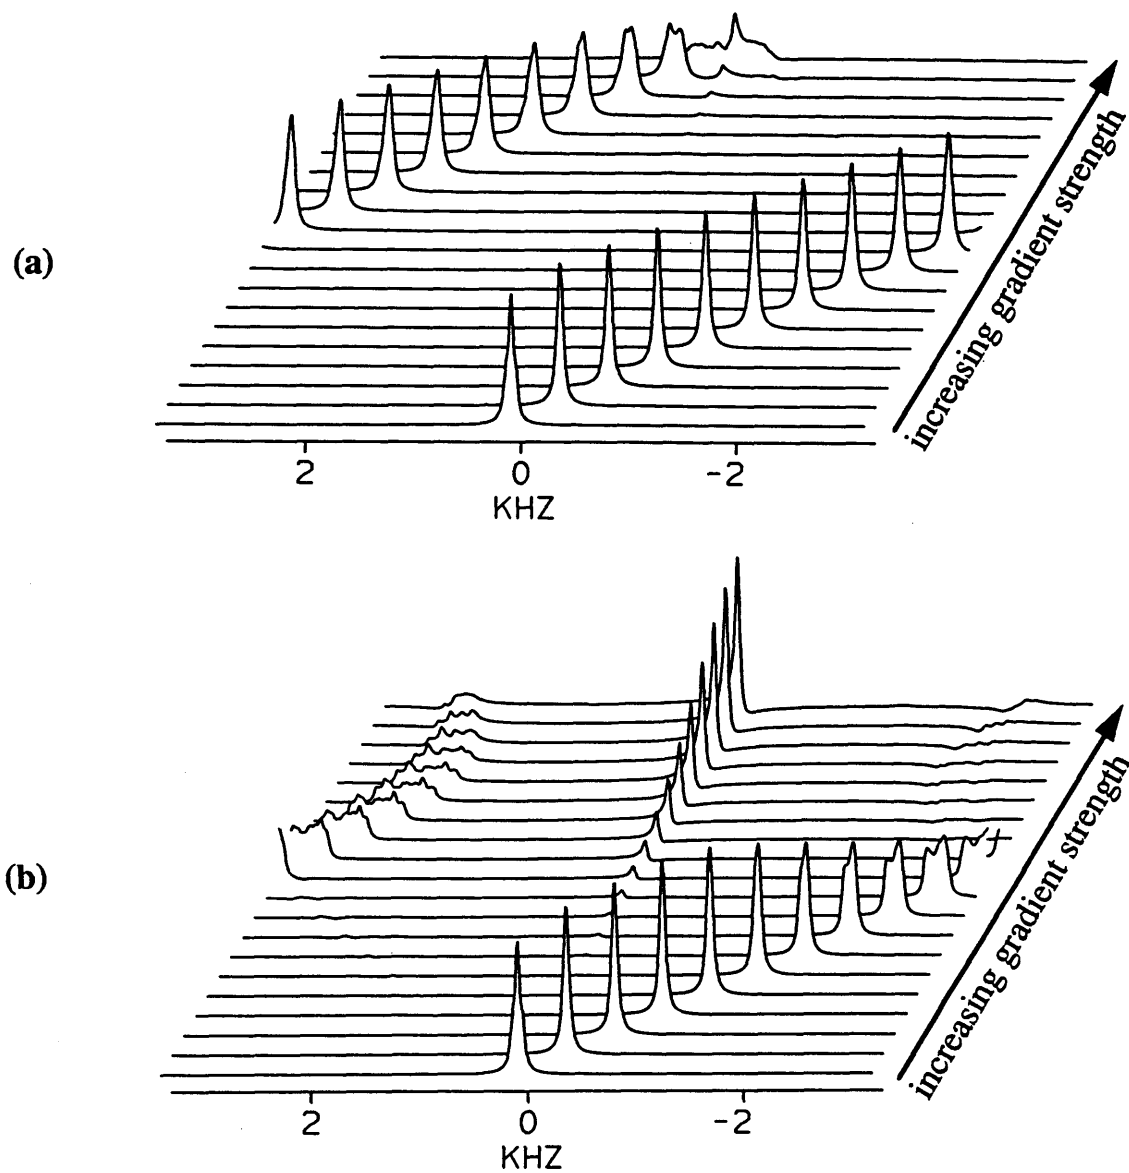 (a)
increasing gradient strength
2 0 -2
KHZ
(b)
increasing gradient strength
2 0 -2
KHZ